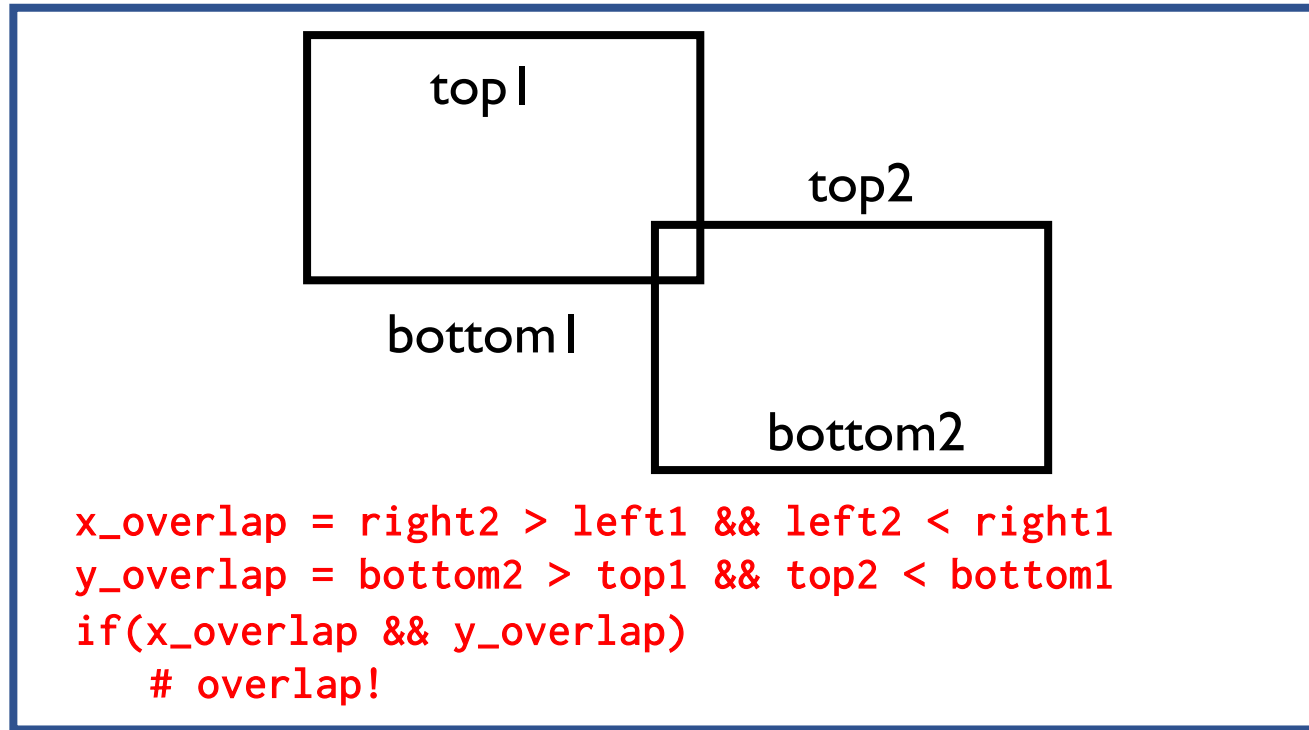 top1
top2
bottom1
bottom2
x_overlap = right2 > left1 && left2 < right1
y_overlap = bottom2 > top1 && top2 < bottom1
if(x_overlap && y_overlap)
   # overlap!